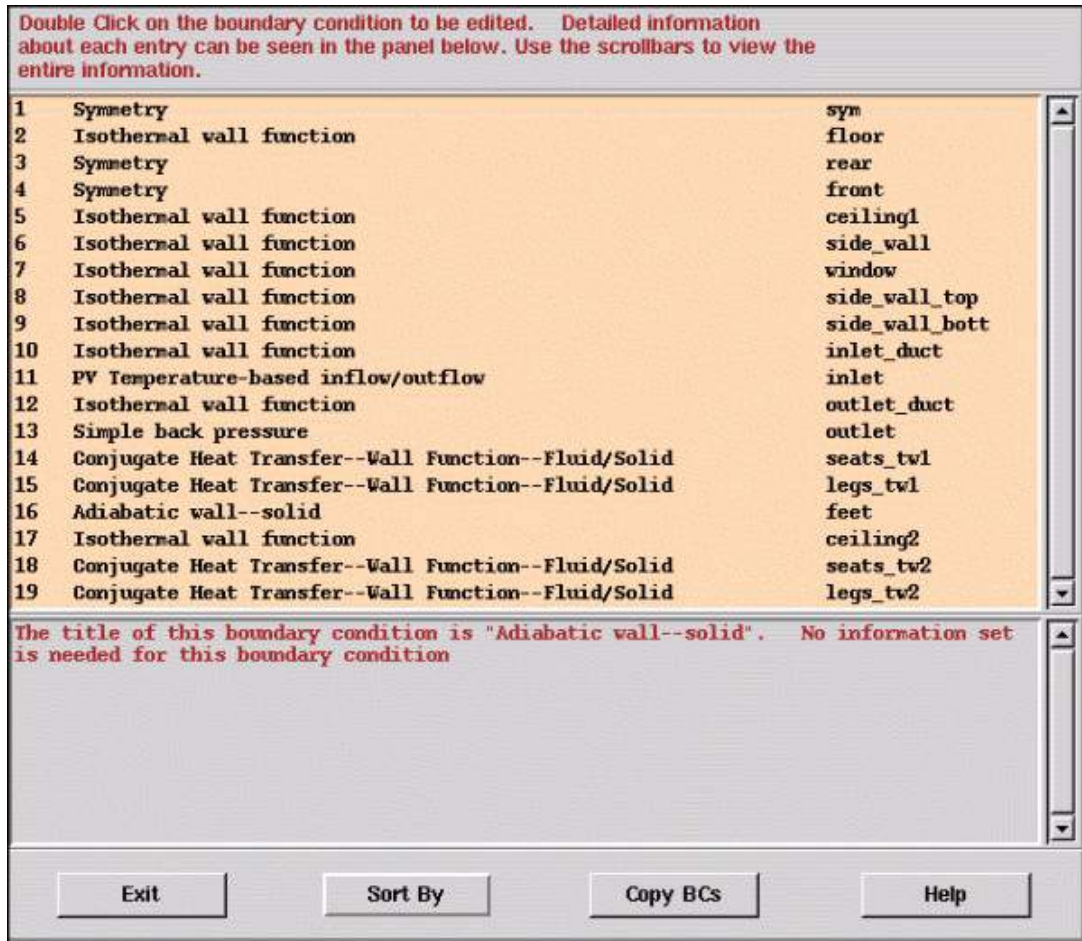 Double Click on the boundary condition to be edited. Detailed information
about each entry can be seen in the panel below. Use the scrollbars to view the
entire information.
1 Symmetry sym
2 Isothermal wall function floor
3 Symmetry rear
4 Symmetry front
5 Isothermal wall function ceiling1
6 Isothermal wall function side_wall
7 Isothermal wall function window
8 Isothermal wall function side_wall_top
9 Isothermal wall function side_wall_bott
10 Isothermal wall function inlet_duct
11 PV Temperature-based inflow/outflow inlet
12 Isothermal wall function outlet_duct
13 Simple back pressure outlet
14 Conjugate Heat Transfer--Wall Function--Fluid/Solid seats_tw1
15 Conjugate Heat Transfer--Wall Function--Fluid/Solid legs_tw1
16 Adiabatic wall--solid feet
17 Isothermal wall function ceiling2
18 Conjugate Heat Transfer--Wall Function--Fluid/Solid seats_tw2
19 Conjugate Heat Transfer--Wall Function--Fluid/Solid legs_tw2
The title of this boundary condition is "Adiabatic wall--solid". No information set
is needed for this boundary condition
Exit Sort By Copy BCs Help